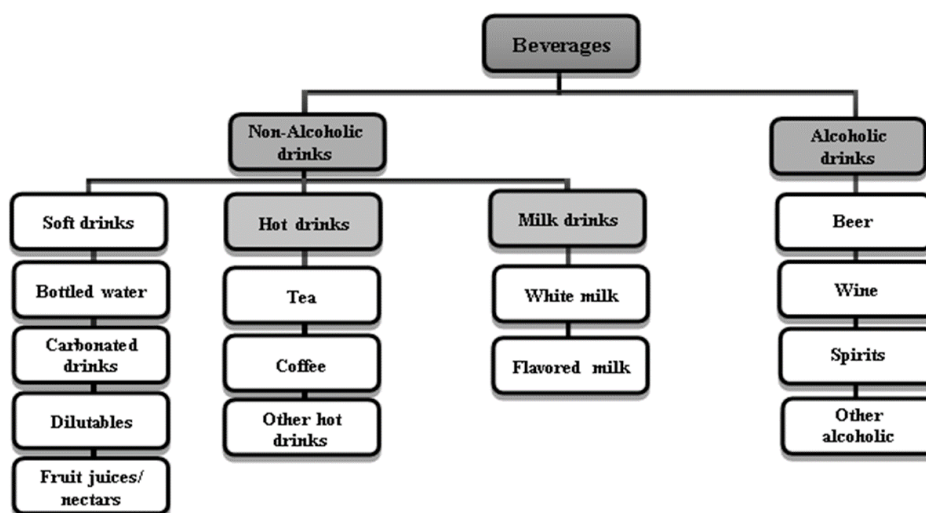 Beverages
Non-Alcoholic
drinks
Alcoholic
drinks
Soft drinks
Hot drinks
Milk drinks
Beer
Bottled water
Tea
White milk
Wine
Carbonated
drinks
Coffee
Flavored milk
Spirits
Dilutables
Other hot
drinks
Other
alcoholic
Fruit juices/
nectars